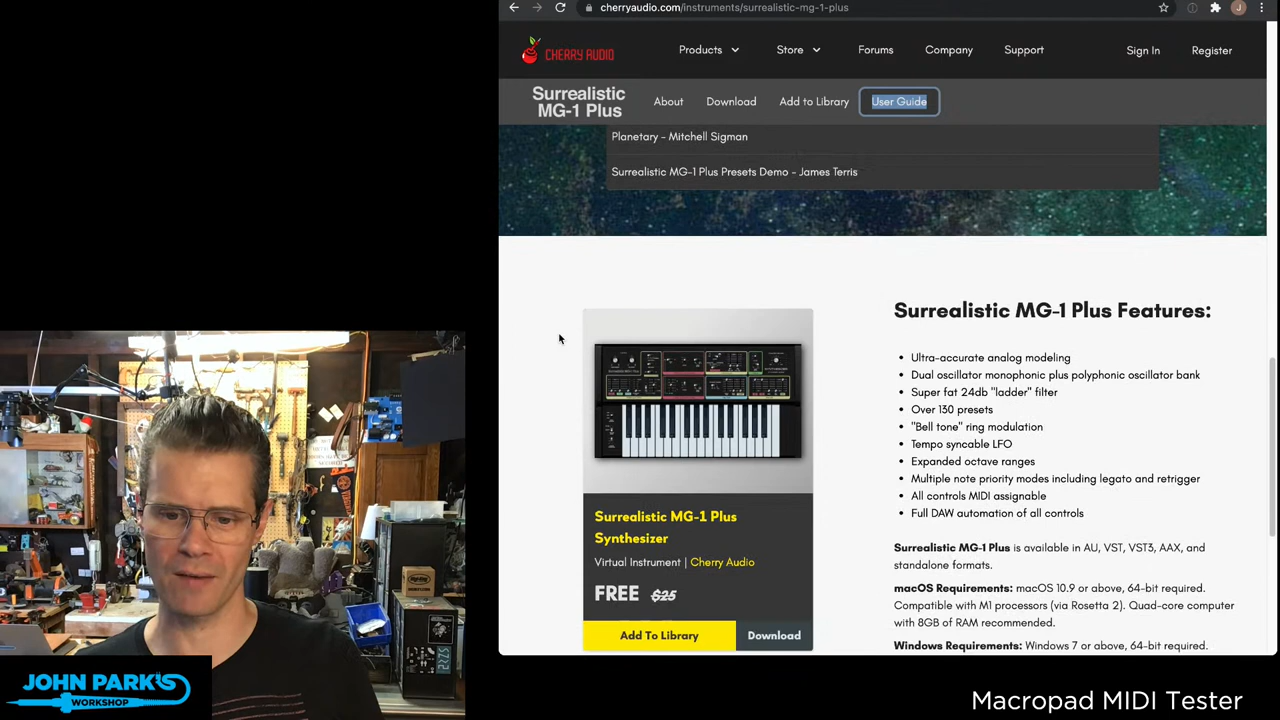 cherryaudio.com/instruments/surrealistic-mg-1-plus
J
CHERRY AUDIO
Products
Store
Forums
Company
Support
Sign In
Register
Surrealistic
MG-1 Plus
About
Download
Add to Library
User Guide
Planetary - Mitchell Sigman
Surrealistic MG-1 Plus Presets Demo - James Terris
Surrealistic MG-1 Plus
Synthesizer
Virtual Instrument | Cherry Audio
FREE $25
Add To Library
Download
Surrealistic MG-1 Plus Features:
• Ultra-accurate analog modeling
• Dual oscillator monophonic plus polyphonic oscillator bank
• Super fat 24db "ladder" filter
• Over 130 presets
• "Bell tone" ring modulation
• Tempo syncable LFO
• Expanded octave ranges
• Multiple note priority modes including legato and retrigger
• All controls MIDI assignable
• Full DAW automation of all controls
Surrealistic MG-1 Plus is available in AU, VST, VST3, AAX, and
standalone formats.
macOS Requirements: macOS 10.9 or above, 64-bit required.
Compatible with M1 processors (via Rosetta 2). Quad-core computer
with 8GB of RAM recommended.
Windows Requirements: Windows 7 or above, 64-bit required.
JOHN PARK'S
WORKSHOP
Macropad MIDI Tester